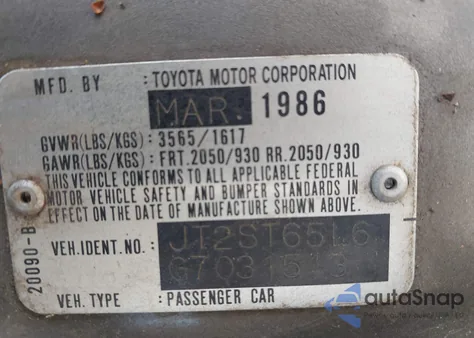 MFD. BY : TOYOTA MOTOR CORPORATION
MAR. 1986
GVWR(LBS/KGS): 3565/1617
GAWR(LBS/KGS): FRT.2050/930 RR.2050/930
THIS VEHICLE CONFORMS TO ALL APPLICABLE FEDERAL
MOTOR VEHICLE SAFETY AND BUMPER STANDARDS IN
EFFECT ON THE DATE OF MANUFACTURE SHOWN ABOVE.
VEH.IDENT.NO.: JT2ST65L6
VEH.TYPE : PASSENGER CAR
20090-B
autoSnap